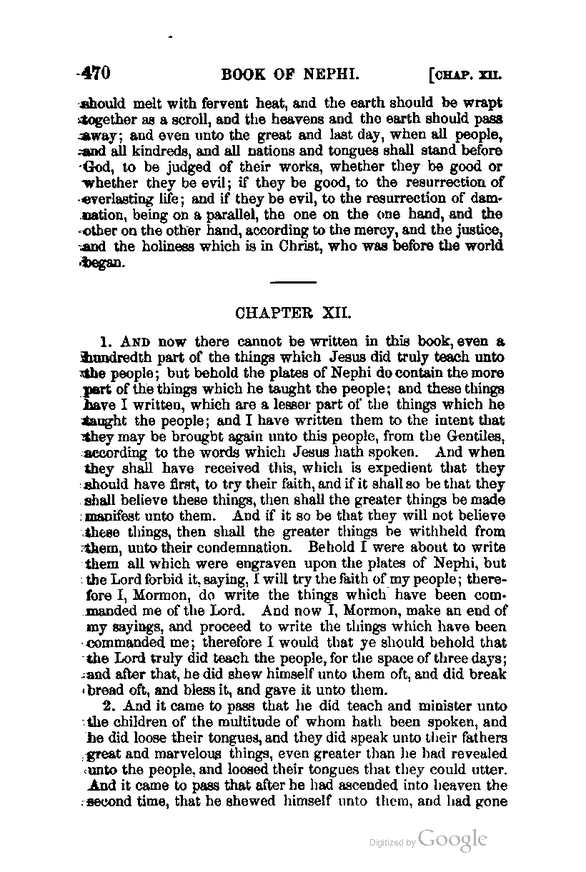 470 BOOK OF NEPHI. [CHAP. XII.
should melt with fervent heat, and the earth should be wrapt
together as a scroll, and the heavens and the earth should pass
away; and even unto the great and last day, when all people,
and all kindreds, and all nations and tongues shall stand before
God, to be judged of their works, whether they be good or
whether they be evil; if they be good, to the resurrection of
everlasting life; and if they be evil, to the resurrection of dam-
nation, being on a parallel, the one on the one hand, and the
other on the other hand, according to the mercy, and the justice,
and the holiness which is in Christ, who was before the world
began.
CHAPTER XII.
1. AND now there cannot be written in this book, even a
hundredth part of the things which Jesus did truly teach unto
the people; but behold the plates of Nephi do contain the more
part of the things which he taught the people; and these things
have I written, which are a lesser part of the things which he
taught the people; and I have written them to the intent that
they may be brought again unto this people, from the Gentiles,
according to the words which Jesus hath spoken. And when
they shall have received this, which is expedient that they
should have first, to try their faith, and if it shall so be that they
shall believe these things, then shall the greater things be made
manifest unto them. And if it so be that they will not believe
these things, then shall the greater things be withheld from
them, unto their condemnation. Behold I were about to write
them all which were engraven upon the plates of Nephi, but
the Lord forbid it, saying, I will try the faith of my people; there-
fore I, Mormon, do write the things which have been com-
manded me of the Lord. And now I, Mormon, make an end of
my sayings, and proceed to write the things which have been
commanded me; therefore I would that ye should behold that
the Lord truly did teach the people, for the space of three days;
and after that, he did shew himself unto them oft, and did break
bread oft, and bless it, and gave it unto them.
2. And it came to pass that he did teach and minister unto
the children of the multitude of whom hath been spoken, and
he did loose their tongues, and they did speak unto their fathers
great and marvelous things, even greater than he had revealed
unto the people, and loosed their tongues that they could utter.
And it came to pass that after he had ascended into heaven the
second time, that he shewed himself unto them, and had gone
Digitized by Google